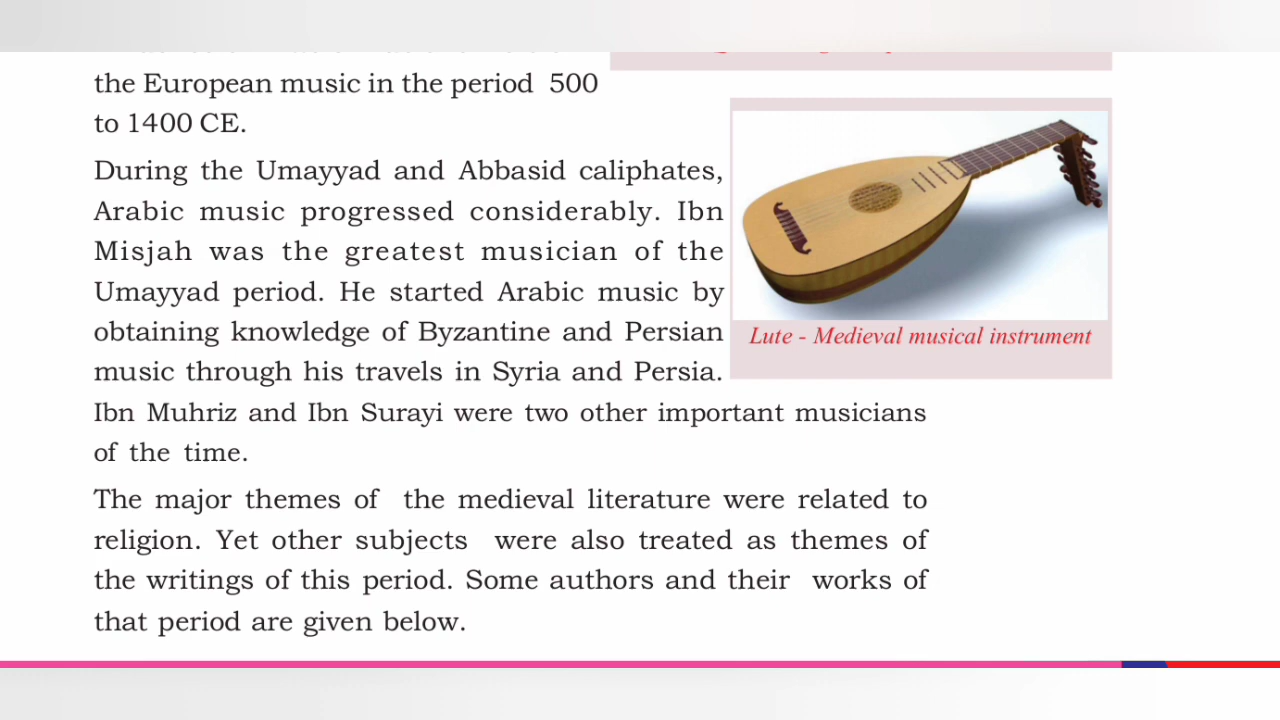 the European music in the period 500
to 1400 CE.
During the Umayyad and Abbasid caliphates,
Arabic music progressed considerably. Ibn
Misjah was the greatest musician of the
Umayyad period. He started Arabic music by
obtaining knowledge of Byzantine and Persian
music through his travels in Syria and Persia.
Ibn Muhriz and Ibn Surayi were two other important musicians
of the time.
Lute - Medieval musical instrument
The major themes of the medieval literature were related to
religion. Yet other subjects were also treated as themes of
the writings of this period. Some authors and their works of
that period are given below.